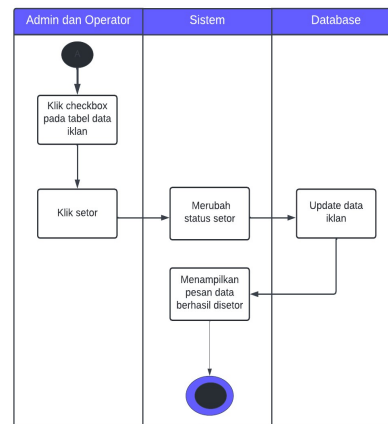 Admin dan Operator
Sistem
Database
Klik checkbox
pada tabel data
iklan
Klik setor
Merubah
status setor
Update data
iklan
Menampilkan
pesan data
berhasil disetor